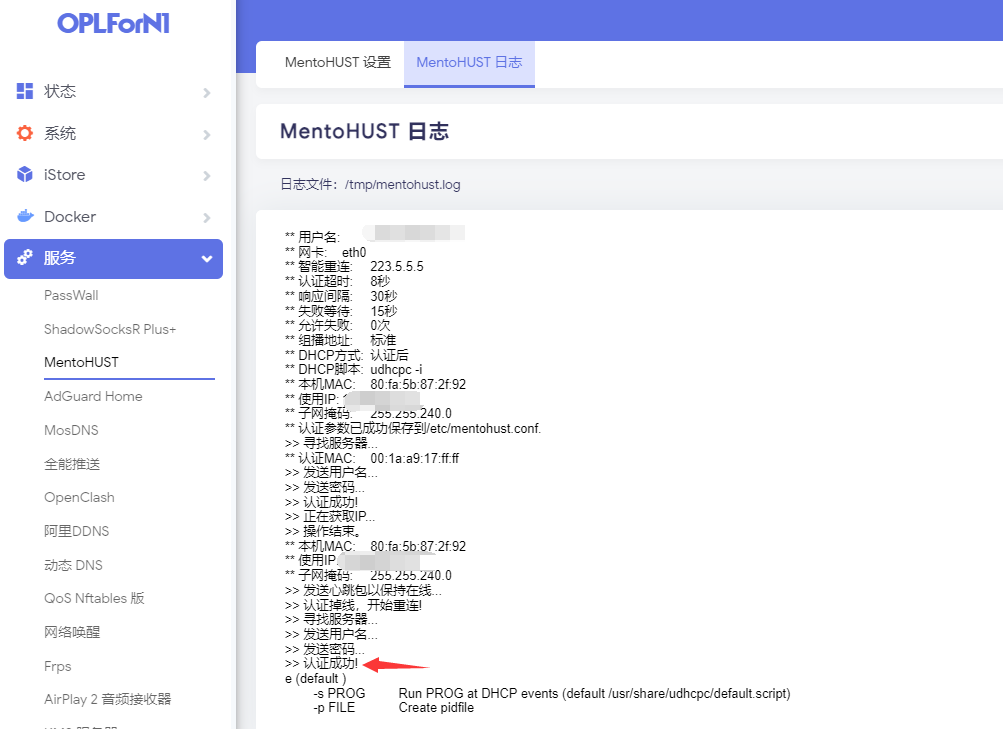 OPLForN1
状态
系统
iStore
Docker
服务
PassWall
ShadowSocksR Plus+
MentoHUST
AdGuard Home
MosDNS
全能推送
OpenClash
阿里DDNS
动态 DNS
QoS Nftables 版
网络唤醒
Frps
AirPlay 2 音频接收器
MentoHUST 设置
MentoHUST 日志
MentoHUST 日志
日志文件：/tmp/mentohust.log
** 用户名:
** 网卡: eth0
** 智能重连: 223.5.5.5
** 认证超时: 8秒
** 响应间隔: 30秒
** 失败等待: 15秒
** 允许失败: 0次
** 组播地址: 标准
** DHCP方式: 认证后
** DHCP脚本: udhcpc -i
** 本机MAC: 80:fa:5b:87:2f:92
** 使用IP:
** 子网掩码: 255.255.240.0
** 认证参数已成功保存到/etc/mentohust.conf.
>> 寻找服务器...
** 认证MAC: 00:1a:a9:17:ff:ff
>> 发送用户名...
>> 发送密码...
>> 认证成功!
>> 正在获取IP...
>> 操作结束。
** 本机MAC: 80:fa:5b:87:2f:92
** 使用IP:
** 子网掩码: 255.255.240.0
>> 发送心跳包以保持在线...
>> 认证掉线，开始重连!
>> 寻找服务器...
>> 发送用户名...
>> 发送密码...
>> 认证成功!
e (default )
-s PROG Run PROG at DHCP events (default /usr/share/udhcpc/default.script)
-p FILE Create pidfile